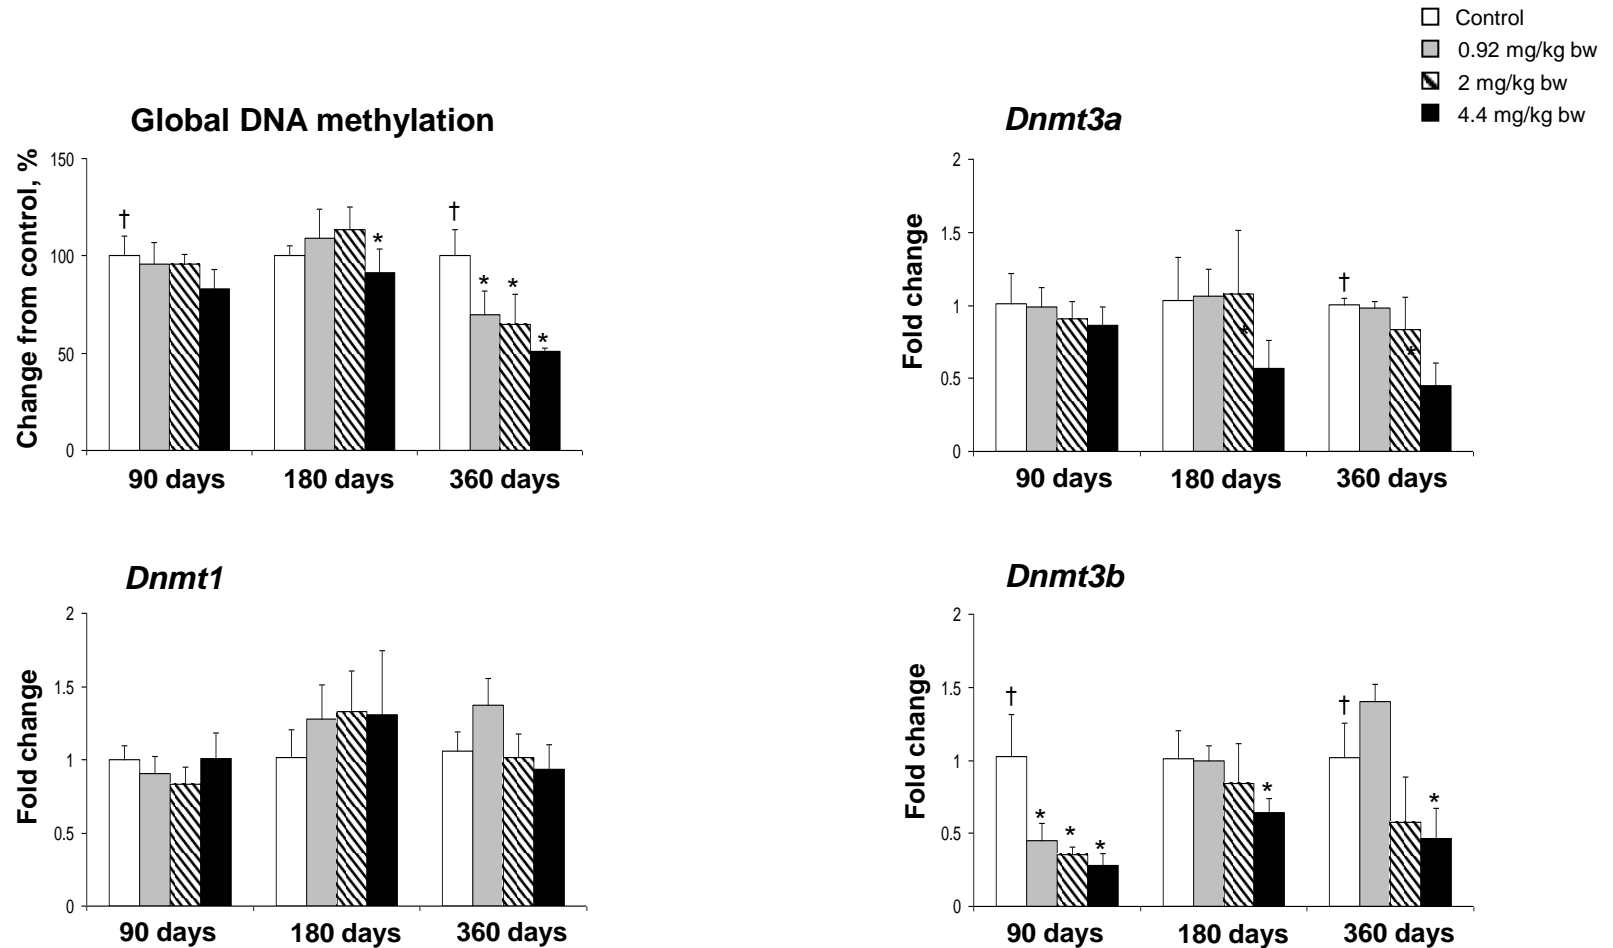 Control
0.92 mg/kg bw
2 mg/kg bw
4.4 mg/kg bw
Global DNA methylation
Change from control, %
150
100
50
0
†
*
†
*
*
*
90 days
180 days
360 days
Dnmt3a
Fold change
2
1.5
1
0.5
0
*
†
*
90 days
180 days
360 days
Dnmt1
Fold change
2
1.5
1
0.5
0
90 days
180 days
360 days
Dnmt3b
Fold change
2
1.5
1
0.5
0
†
*
*
*
*
†
*
90 days
180 days
360 days